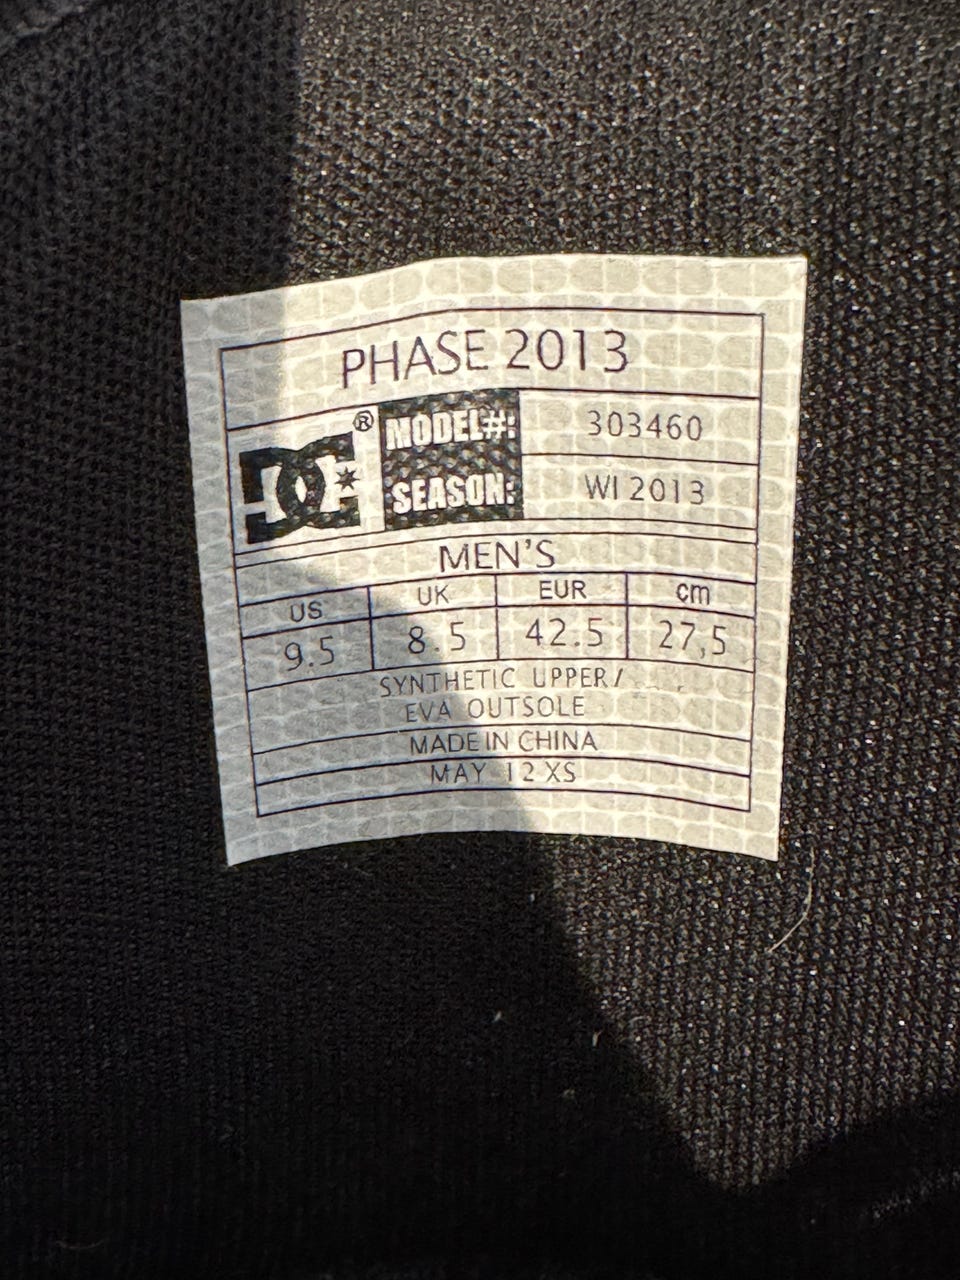 PHASE 2013
DC®
MODEL#: 303460
SEASON: WI 2013
MEN'S
US UK EUR cm
9.5 8.5 42.5 27,5
SYNTHETIC UPPER/
EVA OUTSOLE
MADE IN CHINA
MAY 12 XS